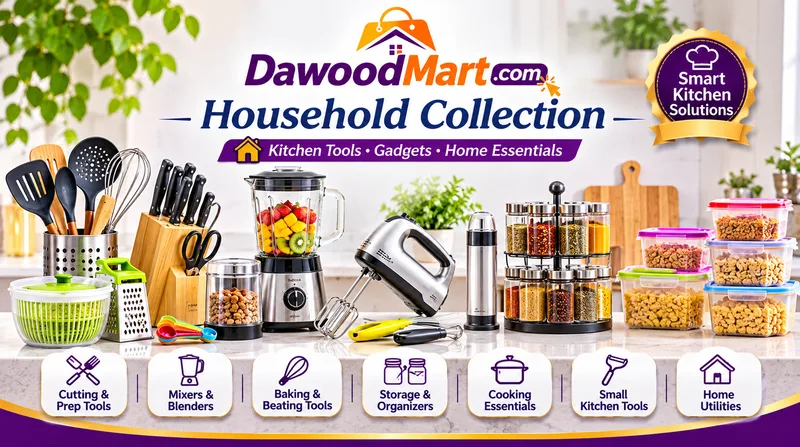 DawoodMart.com
Household Collection
Kitchen Tools • Gadgets • Home Essentials
Smart
Kitchen
Solutions
Cutting &
Prep Tools
Mixers &
Blenders
Baking &
Beating Tools
Storage &
Organizers
Cooking
Essentials
Small
Kitchen Tools
Home
Utilities